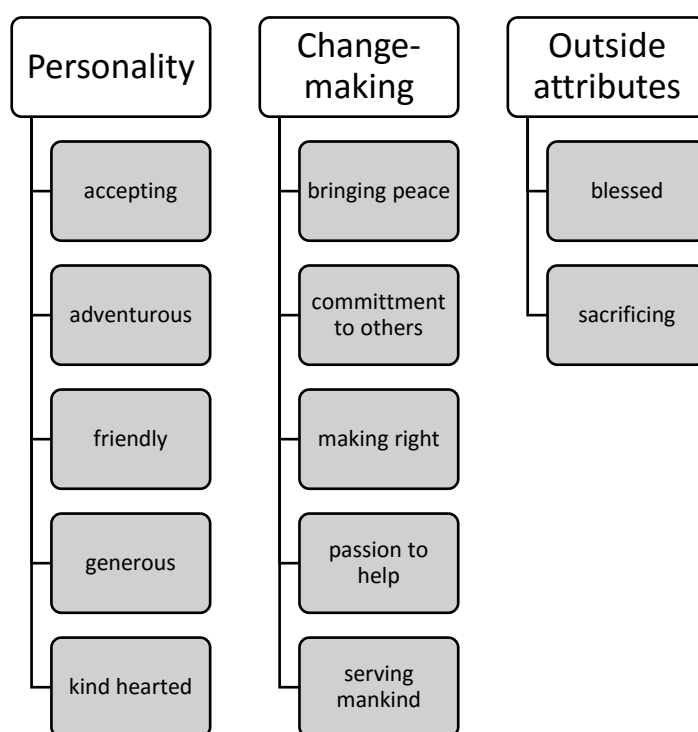 Personality
accepting
adventurous
friendly
generous
kind hearted
Change-
making
bringing peace
committment
to others
making right
passion to
help
serving
mankind
Outside
attributes
blessed
sacrificing